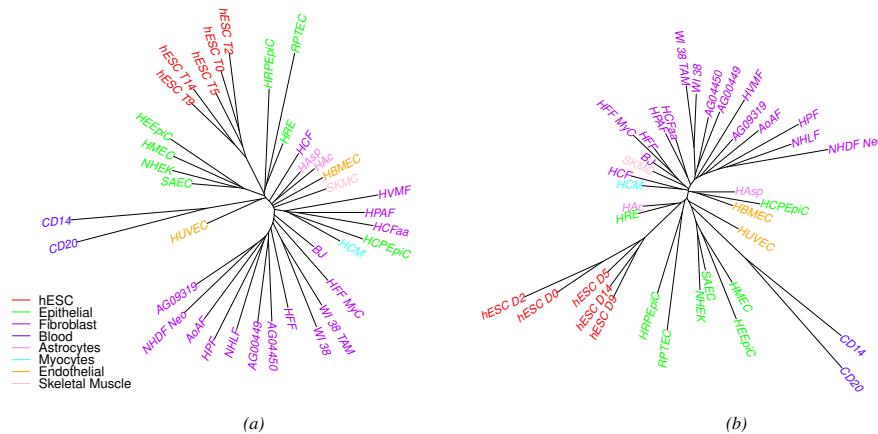 hESC T2
hESC T0
hESC T5
hESC T14
hESC T9
HRPEpiC
RPTEC
HEEpiC
HMEC
NHEK
SAEC
HRE
HCF
HAsp
HAc
HBMEC
SKMC
HVMF
HPAF
HCFaa
HCPEpiC
HCM
BJ
HUVEC
CD14
CD20
AG09319
NHDF Neo
AoAF
HPF
NHLF
AG00449
AG04450
HFF
WI 38
WI 38 TAM
HFF MyC
hESC
Epithelial
Fibroblast
Blood
Astrocytes
Myocytes
Endothelial
Skeletal Muscle
(a)
WI 38 TAM
WI 38
AG04450
AG00449
HVMF
AG09319
AoAF
HPF
NHLF
NHDF Neo
HCFaa
HPAF
HFF MyC
HFF
BJ
SKMC
HCF
HCM
HAc
HRE
HAsp
HCPEpiC
HBMEC
HUVEC
hESC D2
hESC D0
hESC D5
hESC D14
hESC D9
HRPEpiC
RPTEC
SAEC
NHEK
HMEC
HEEpiC
CD14
CD20
(b)